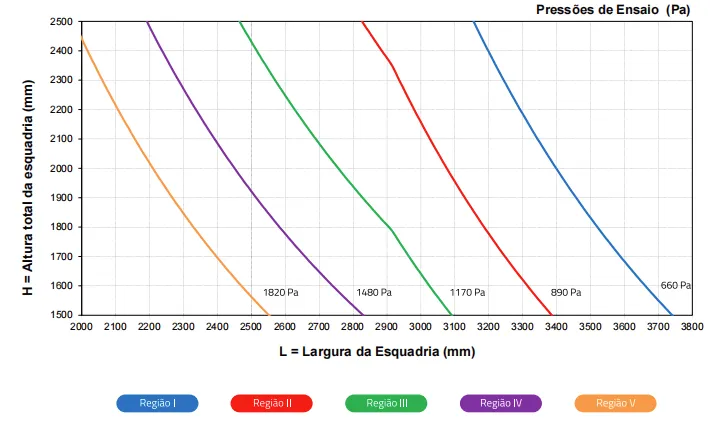 Pressões de Ensaio (Pa)
H = Altura total da esquadria (mm)
2500
2400
2300
2200
2100
2000
1900
1800
1700
1600
1500
1820 Pa
1480 Pa
1170 Pa
890 Pa
660 Pa
2000 2100 2200 2300 2400 2500 2600 2700 2800 2900 3000 3100 3200 3300 3400 3500 3600 3700 3800
L = Largura da Esquadria (mm)
Região I
Região II
Região III
Região IV
Região V